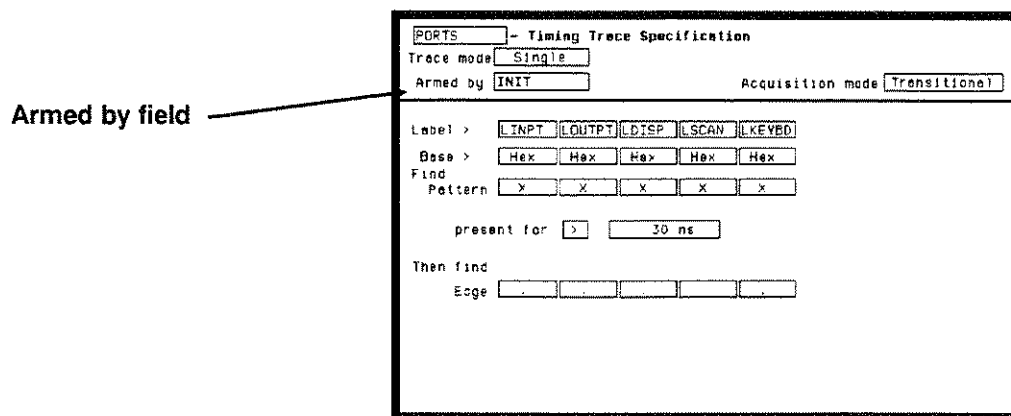 PORTS - Timing Trace Specification
Trace mode Single
Armed by INIT Acquisition mode Transitional
Armed by field
Label > LINPT LOUTPT LDISP LSCAN LKEYBD
Base > Hex Hex Hex Hex Hex
Find
Pattern X X X X X
present for > 30 ns
Then find
Edge . . . .